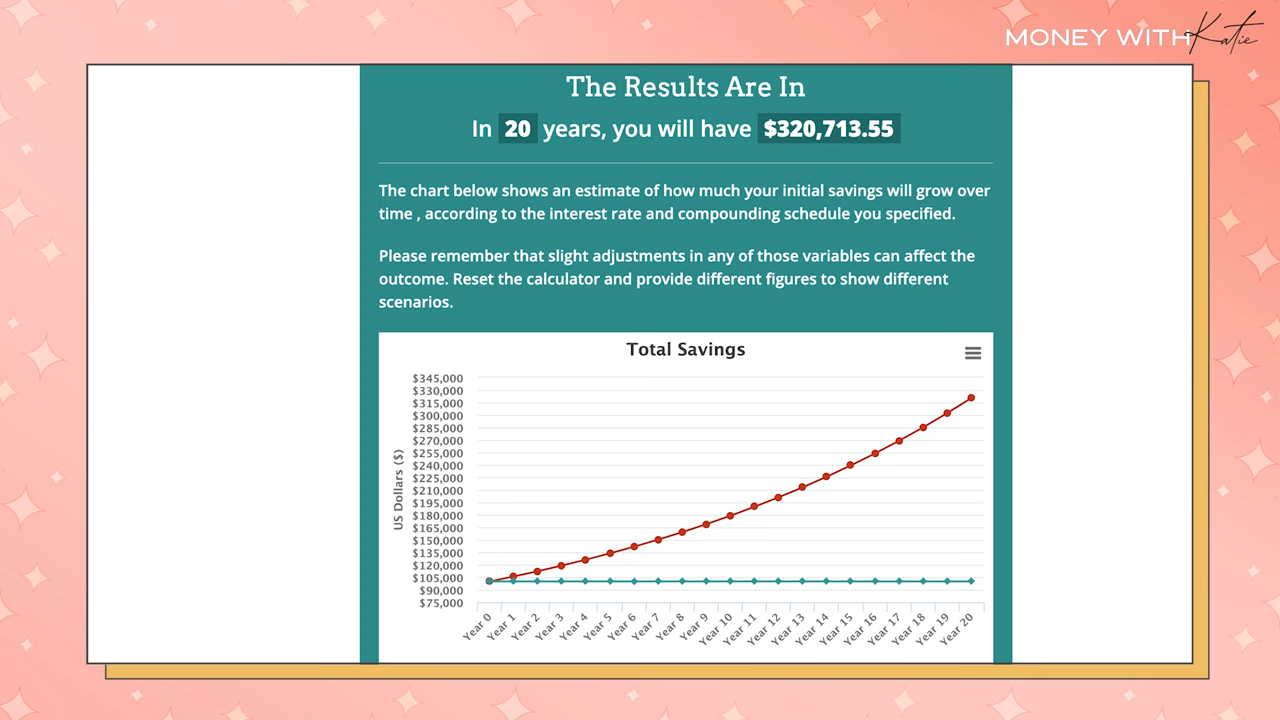 MONEY WITH Katie
The Results Are In
In 20 years, you will have $320,713.55
The chart below shows an estimate of how much your initial savings will grow over
time , according to the interest rate and compounding schedule you specified.
Please remember that slight adjustments in any of those variables can affect the
outcome. Reset the calculator and provide different figures to show different
scenarios.
Total Savings
US Dollars ($)
$345,000
$330,000
$315,000
$300,000
$285,000
$270,000
$255,000
$240,000
$225,000
$210,000
$195,000
$180,000
$165,000
$150,000
$135,000
$120,000
$105,000
$90,000
$75,000
Year 0
Year 1
Year 2
Year 3
Year 4
Year 5
Year 6
Year 7
Year 8
Year 9
Year 10
Year 11
Year 12
Year 13
Year 14
Year 15
Year 16
Year 17
Year 18
Year 19
Year 20